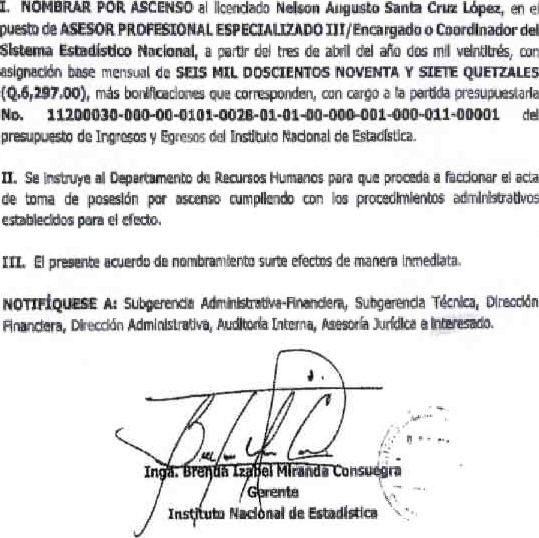 I. NOMBRAR POR ASCENSO al licenciado Nelson Augusto Santa Cruz López, en el
puesto de ASESOR PROFESIONAL ESPECIALIZADO III/Encargado o Coordinador del
Sistema Estadístico Nacional, a partir del tres de abril del año dos mil veintitrés, con
asignación base mensual de SEIS MIL DOSCIENTOS NOVENTA Y SIETE QUETZALES
(Q.6,297.00), más bonificaciones que corresponden, con cargo a la partida presupuestaria
No. 11200030-000-00-0101-0028-01-01-00-000-001-000-011-00001 del
presupuesto de Ingresos y Egresos del Instituto Nacional de Estadística.
II. Se instruye al Departamento de Recursos Humanos para que proceda a faccionar el acta
de toma de posesión por ascenso cumpliendo con los procedimientos administrativos
establecidos para el efecto.
III. El presente acuerdo de nombramiento surte efectos de manera inmediata.
NOTIFÍQUESE A: Subgerencia Administrativa-Financiera, Subgerencia Técnica, Dirección
Financiera, Dirección Administrativa, Auditoría Interna, Asesoría Jurídica e interesado.
Inga. Brenda Izabel Miranda Consuegra
Gerente
Instituto Nacional de Estadística